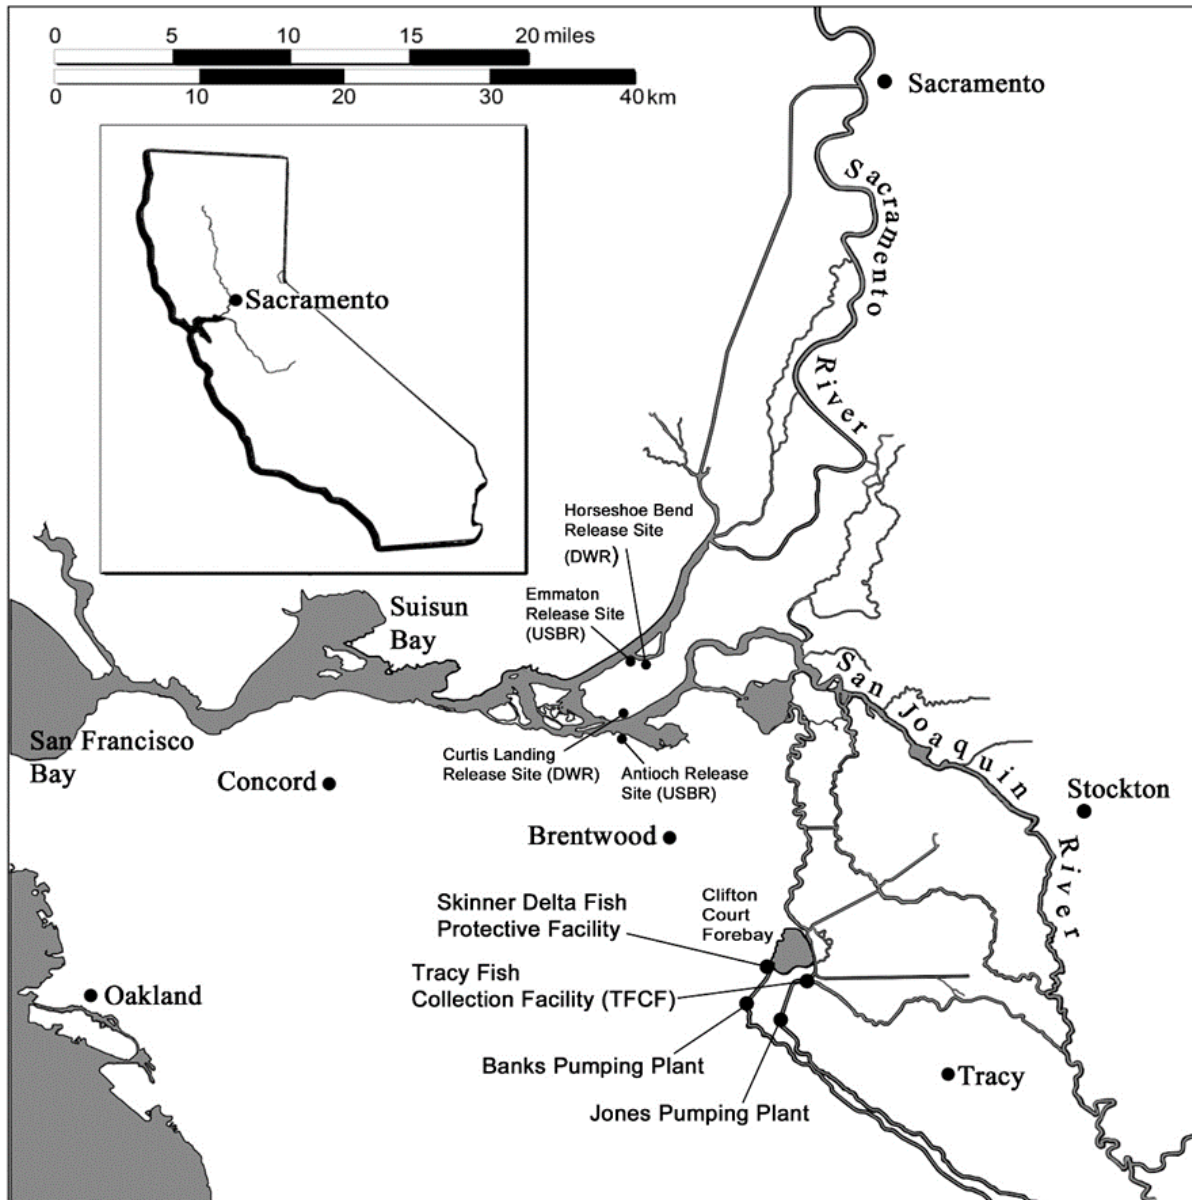 0 5 10 15 20 miles
0 10 20 30 40 km
Sacramento
Sacramento
River
Sacramento
Horseshoe Bend
Release Site
(DWR)
Emmaton
Release Site
(USBR)
Suisun
Bay
San Joaquin
River
San Francisco
Bay
Curtis Landing
Release Site (DWR)
Antioch Release
Site (USBR)
Concord
Stockton
Brentwood
Skinner Delta Fish
Protective Facility
Clifton
Court
Forebay
Tracy Fish
Collection Facility (TFCF)
Oakland
Banks Pumping Plant
Tracy
Jones Pumping Plant